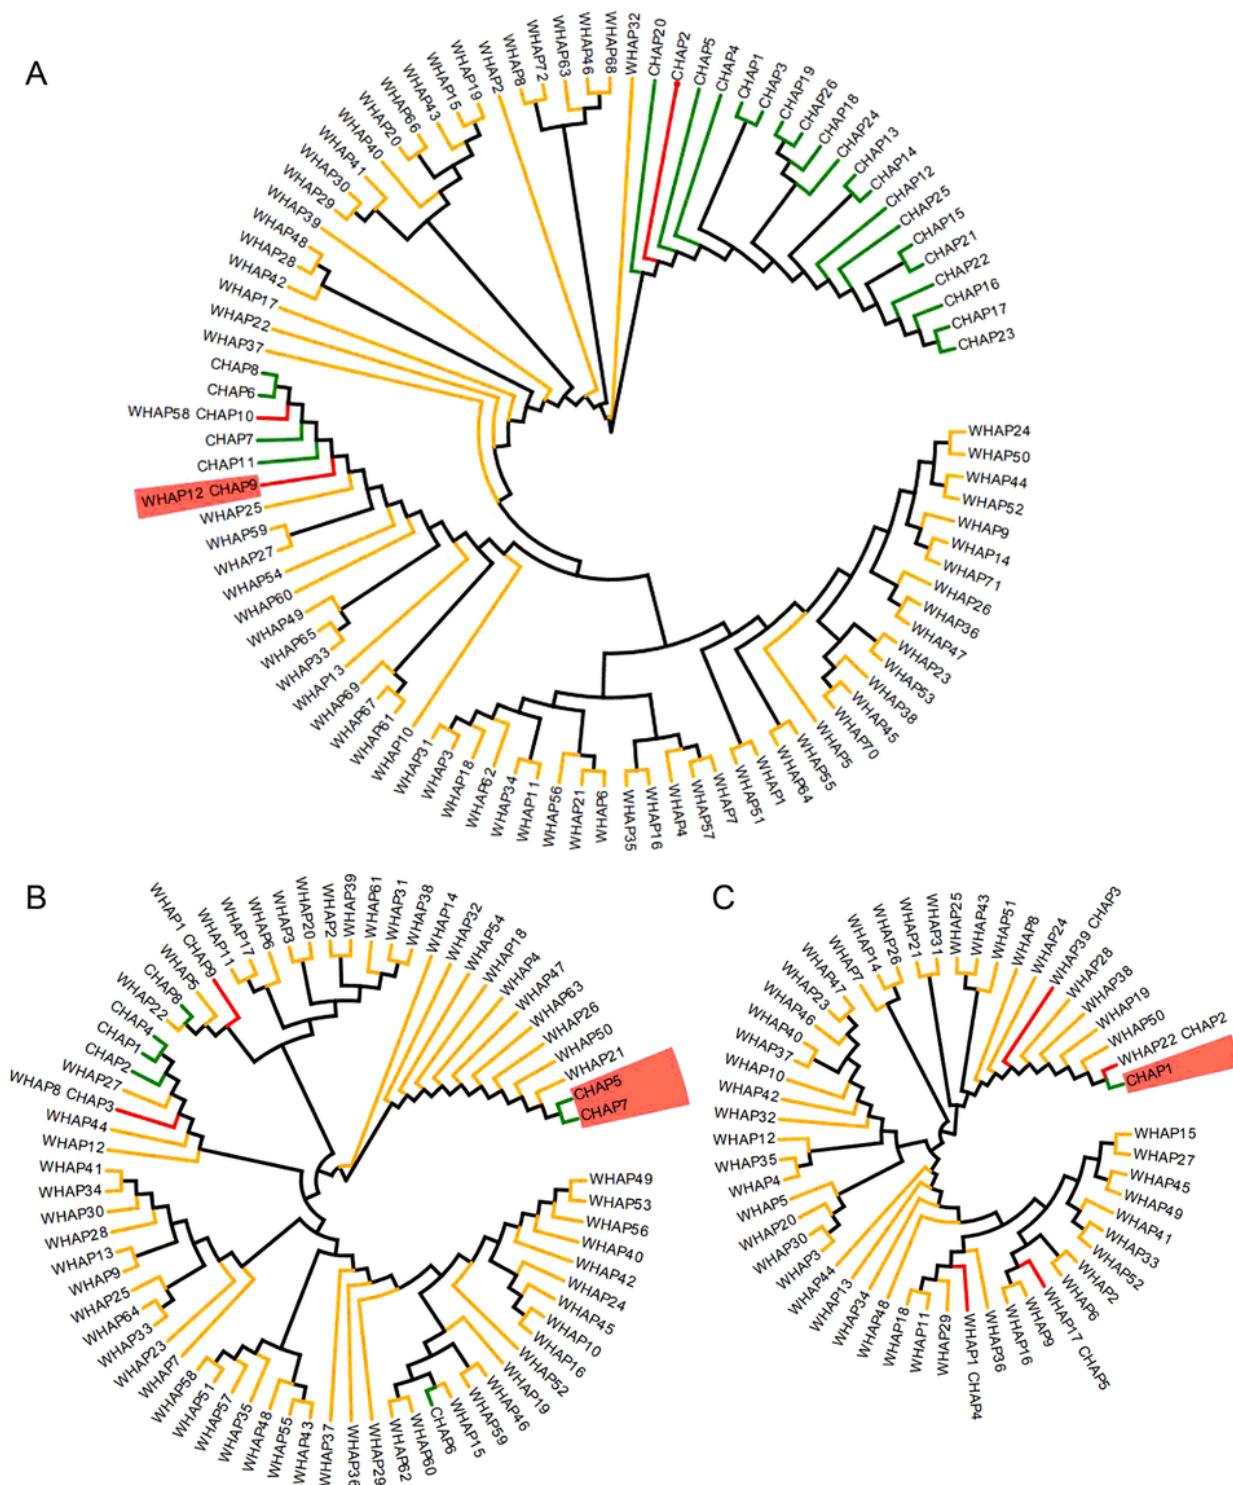 A
WHAP2
WHAP8
WHAP72
WHAP63
WHAP46
WHAP68
WHAP32
CHAP20
CHAP2
CHAP5
CHAP4
CHAP1
CHAP3
CHAP19
CHAP26
CHAP18
CHAP24
CHAP13
CHAP14
CHAP12
CHAP25
CHAP15
CHAP21
CHAP22
CHAP16
CHAP17
CHAP23
WHAP19
WHAP15
WHAP43
WHAP66
WHAP20
WHAP40
WHAP41
WHAP30
WHAP29
WHAP39
WHAP48
WHAP28
WHAP42
WHAP17
WHAP22
WHAP37
CHAP8
CHAP6
WHAP58 CHAP10
CHAP7
CHAP11
WHAP12 CHAP9
WHAP25
WHAP59
WHAP27
WHAP54
WHAP60
WHAP49
WHAP65
WHAP33
WHAP13
WHAP69
WHAP67
WHAP61
WHAP10
WHAP31
WHAP3
WHAP18
WHAP62
WHAP34
WHAP11
WHAP56
WHAP21
WHAP6
WHAP35
WHAP16
WHAP4
WHAP57
WHAP7
WHAP51
WHAP1
WHAP64
WHAP55
WHAP5
WHAP70
WHAP45
WHAP38
WHAP53
WHAP23
WHAP47
WHAP36
WHAP26
WHAP71
WHAP14
WHAP9
WHAP52
WHAP44
WHAP50
WHAP24
B
WHAP1 CHAP9
WHAP11
WHAP17
WHAP6
WHAP3
WHAP20
WHAP2
WHAP39
WHAP61
WHAP31
WHAP38
WHAP14
WHAP32
WHAP54
WHAP18
WHAP4
WHAP47
WHAP63
WHAP26
WHAP50
WHAP21
CHAP5
CHAP7
WHAP5
CHAP8
WHAP22
CHAP4
CHAP1
CHAP2
WHAP27
WHAP8 CHAP3
WHAP44
WHAP12
WHAP41
WHAP34
WHAP30
WHAP28
WHAP13
WHAP9
WHAP25
WHAP64
WHAP33
WHAP23
WHAP7
WHAP58
WHAP51
WHAP57
WHAP35
WHAP48
WHAP55
WHAP43
WHAP37
WHAP36
WHAP29
WHAP62
WHAP60
CHAP6
WHAP15
WHAP59
WHAP46
WHAP19
WHAP52
WHAP16
WHAP10
WHAP45
WHAP24
WHAP42
WHAP40
WHAP56
WHAP53
WHAP49
C
WHAP14
WHAP26
WHAP21
WHAP31
WHAP25
WHAP43
WHAP51
WHAP8
WHAP24
WHAP39 CHAP3
WHAP28
WHAP38
WHAP19
WHAP50
WHAP22 CHAP2
CHAP1
WHAP7
WHAP47
WHAP23
WHAP46
WHAP40
WHAP37
WHAP10
WHAP42
WHAP32
WHAP12
WHAP35
WHAP4
WHAP5
WHAP20
WHAP30
WHAP3
WHAP44
WHAP13
WHAP34
WHAP48
WHAP18
WHAP11
WHAP29
WHAP1 CHAP4
WHAP36
WHAP16
WHAP9
WHAP17 CHAP5
WHAP6
WHAP2
WHAP52
WHAP33
WHAP41
WHAP49
WHAP45
WHAP27
WHAP15